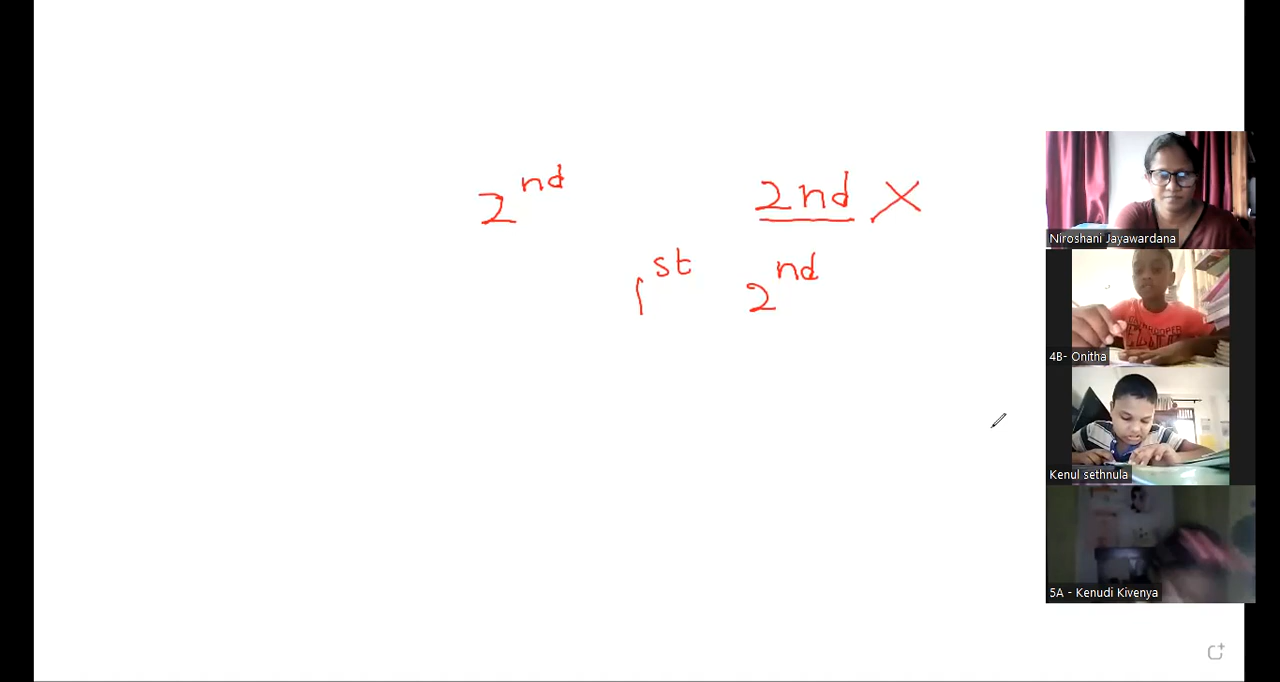 2nd 2nd X
1st 2nd
Niroshani Jayawardana
4B- Onitha
Kenul sethnula
5A - Kenudi Kivenya